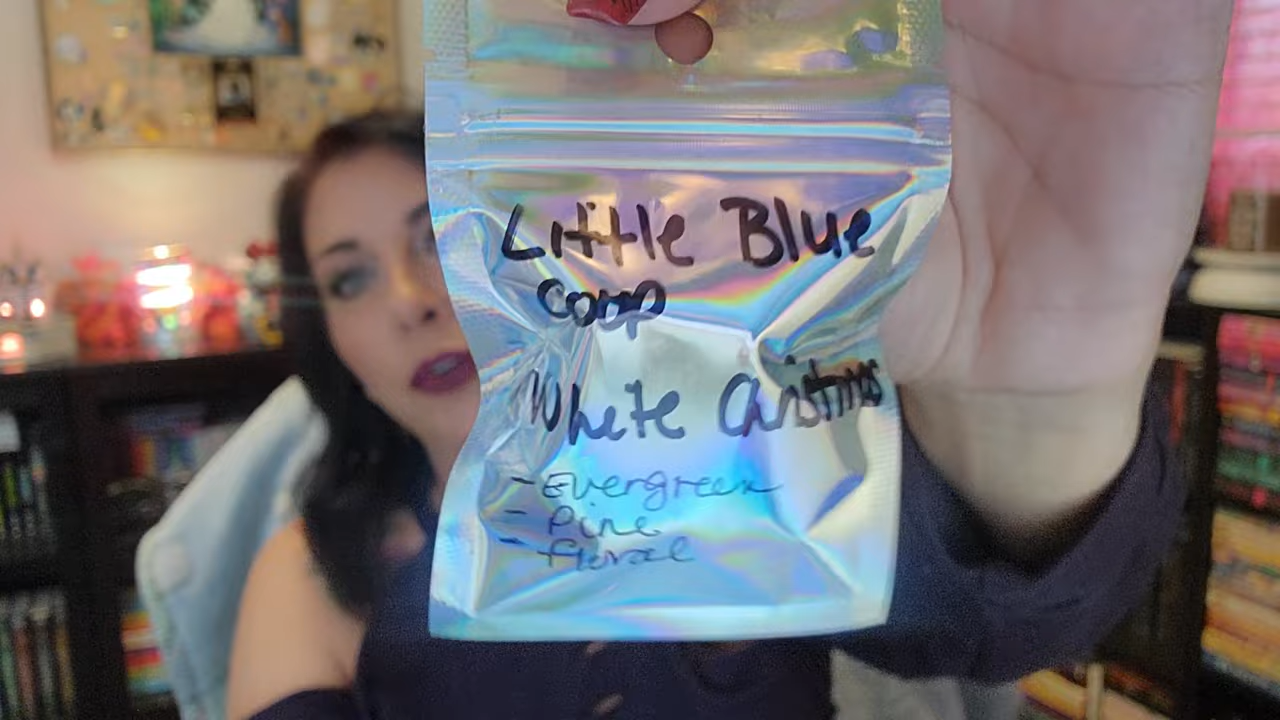 Little Blue
Coop
White Christmas
- Evergreen
- Pine
- Floral